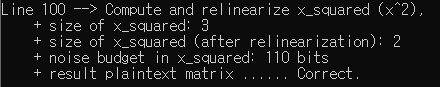 Line 100 --> Compute and relinearize x_squared (x^2),
+ size of x_squared: 3
+ size of x_squared (after relinearization): 2
+ noise budget in x_squared: 110 bits
+ result plaintext matrix ...... Correct.